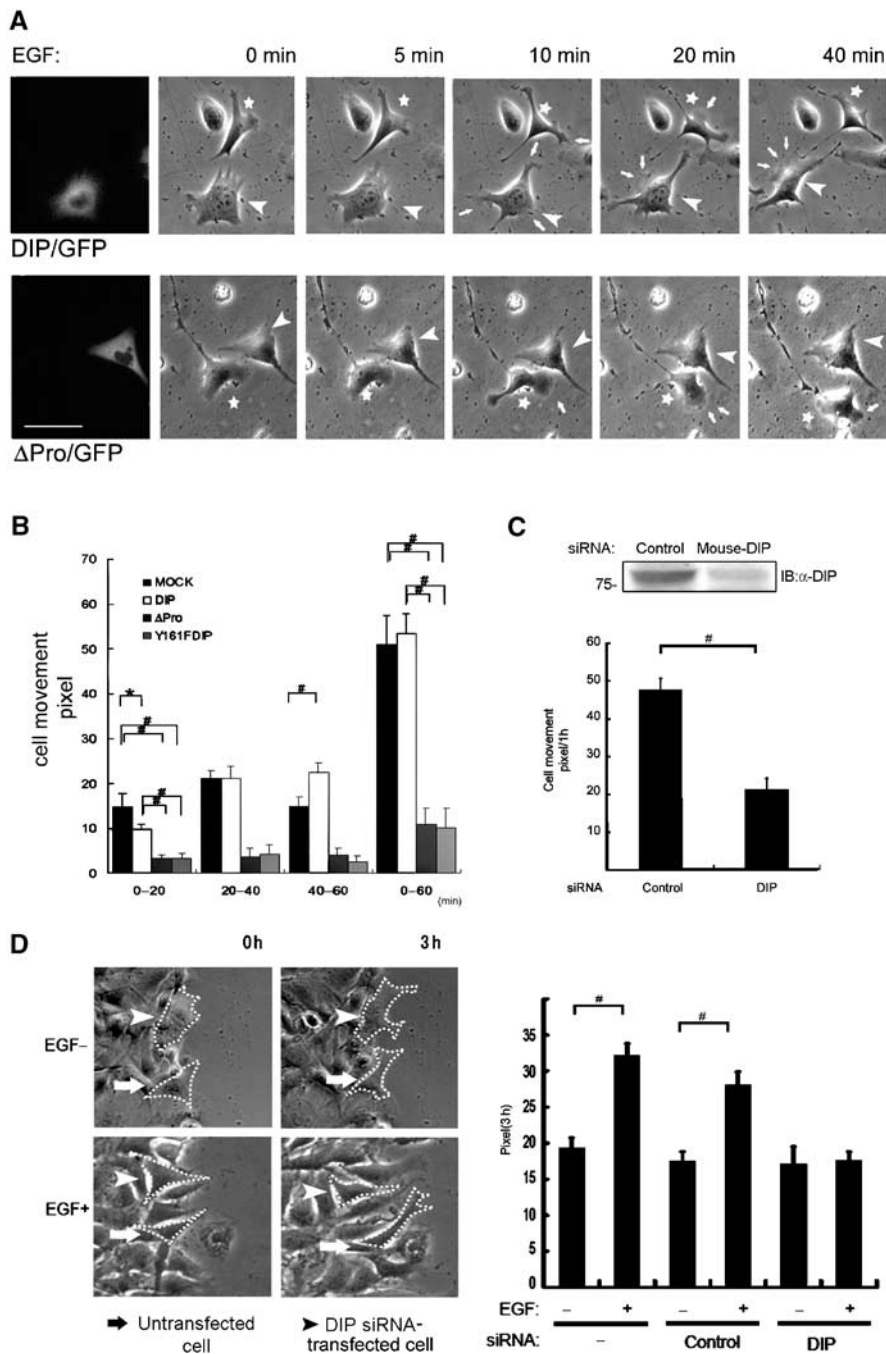 A
EGF: 0 min 5 min 10 min 20 min 40 min
DIP/GFP
ΔPro/GFP
B
cell movement
pixel
70
60
50
40
30
20
10
0
MOCK
DIP
ΔPro
Y161FDIP
*
#
#
#
#
#
#
#
#
#
0–20 20–40 40–60 0–60
(min)
C
siRNA: Control Mouse-DIP
75-
IB:α-DIP
Cell movement
pixel/1h
60
50
40
30
20
10
#
siRNA Control DIP
D
0h 3h
EGF–
EGF+
Untransfected
cell
DIP siRNA-
transfected cell
Pixel(3 h)
35
30
25
20
15
10
5
0
#
#
EGF: – + – + – +
siRNA: – Control DIP